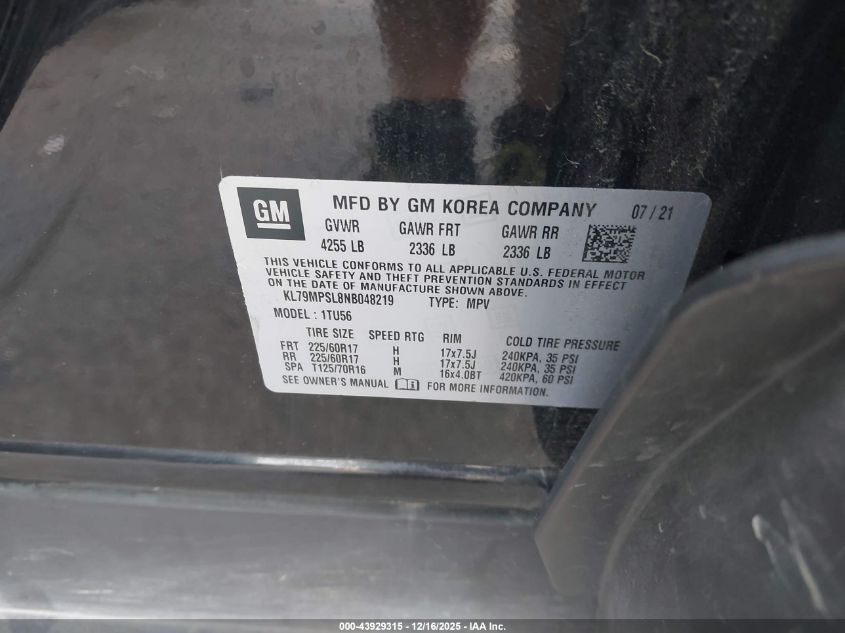 GM
MFD BY GM KOREA COMPANY 07 / 21
GVWR GAWR FRT GAWR RR
4255 LB 2336 LB 2336 LB
THIS VEHICLE CONFORMS TO ALL APPLICABLE U.S. FEDERAL MOTOR
VEHICLE SAFETY AND THEFT PREVENTION STANDARDS IN EFFECT
ON THE DATE OF MANUFACTURE SHOWN ABOVE.
KL79MPSL8NB048219 TYPE: MPV
MODEL: 1TU56
TIRE SIZE SPEED RTG RIM COLD TIRE PRESSURE
FRT 225/60R17 H 17x7.5J 240KPA, 35 PSI
RR 225/60R17 H 17x7.5J 240KPA, 35 PSI
SPA T125/70R16 M 16x4.0BT 420KPA, 60 PSI
SEE OWNER'S MANUAL FOR MORE INFORMATION.
000-43929315 - 12/16/2025 - IAA Inc.